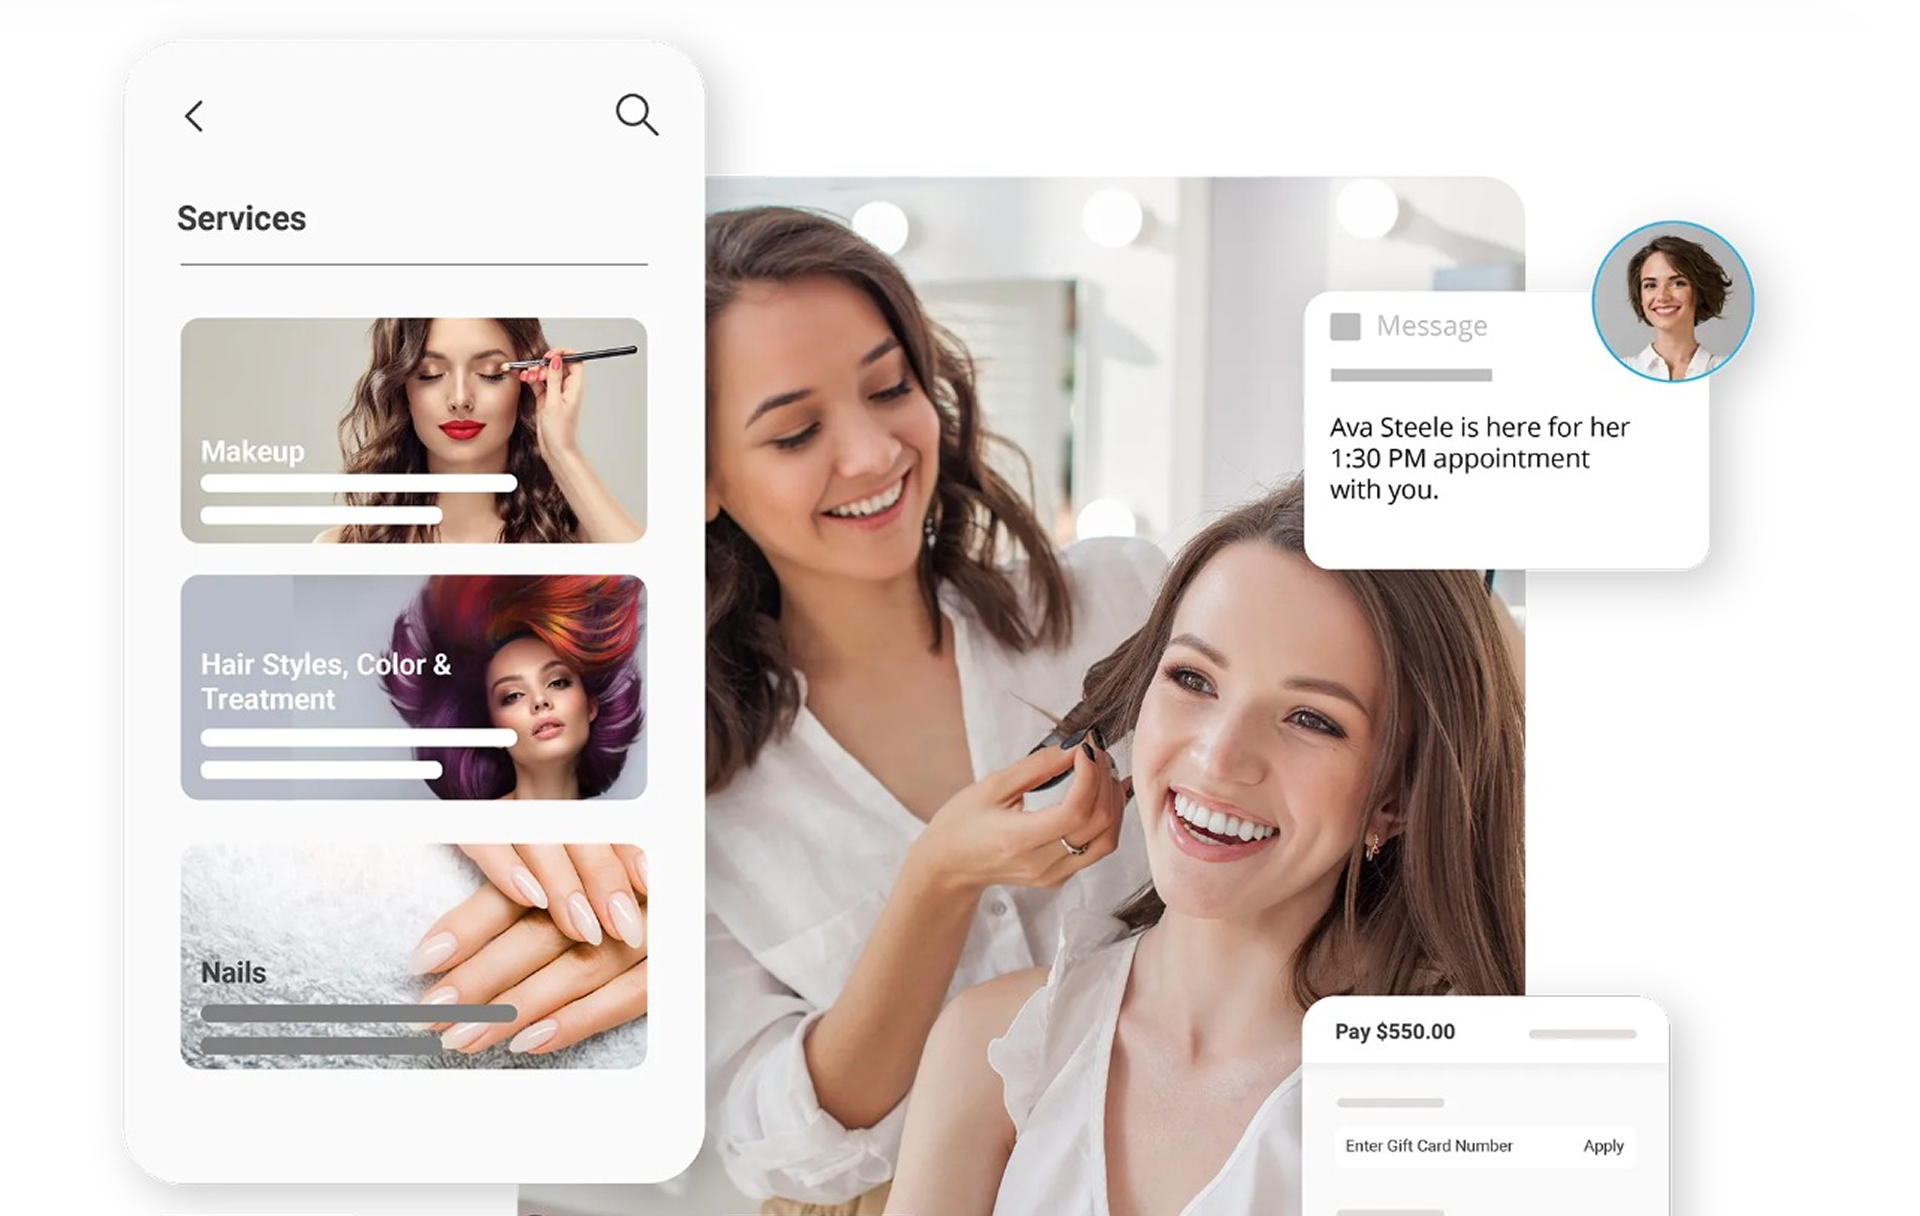 Services
Makeup
Hair Styles, Color &
Treatment
Nails
Message
Ava Steele is here for her
1:30 PM appointment
with you.
Pay $550.00
Enter Gift Card Number Apply